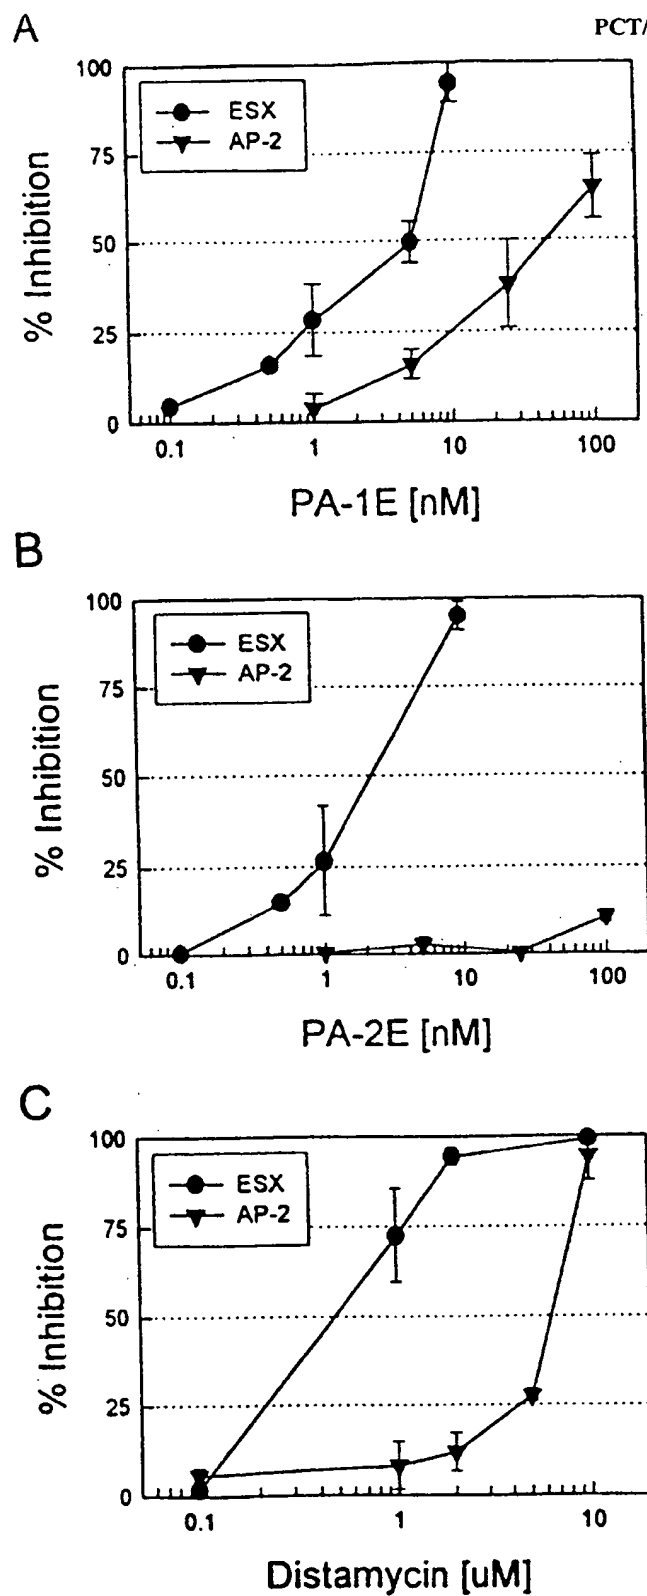 A
PCT/
100
75
50
25
0
% Inhibition
ESX
AP-2
0.1 1 10 100
PA-1E [nM]
B
100
75
50
25
0
% Inhibition
ESX
AP-2
0.1 1 10 100
PA-2E [nM]
C
100
75
50
25
0
% Inhibition
ESX
AP-2
0.1 1 10
Distamycin [uM]